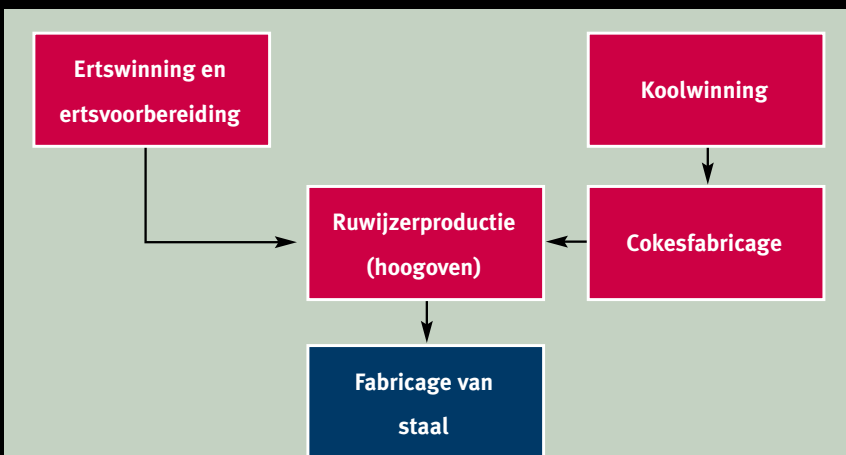 Ertswinning en
ertsvoorbereiding
Koolwinning
Ruwijzerproductie
(hoogoven)
Cokesfabricage
Fabricage van
staal